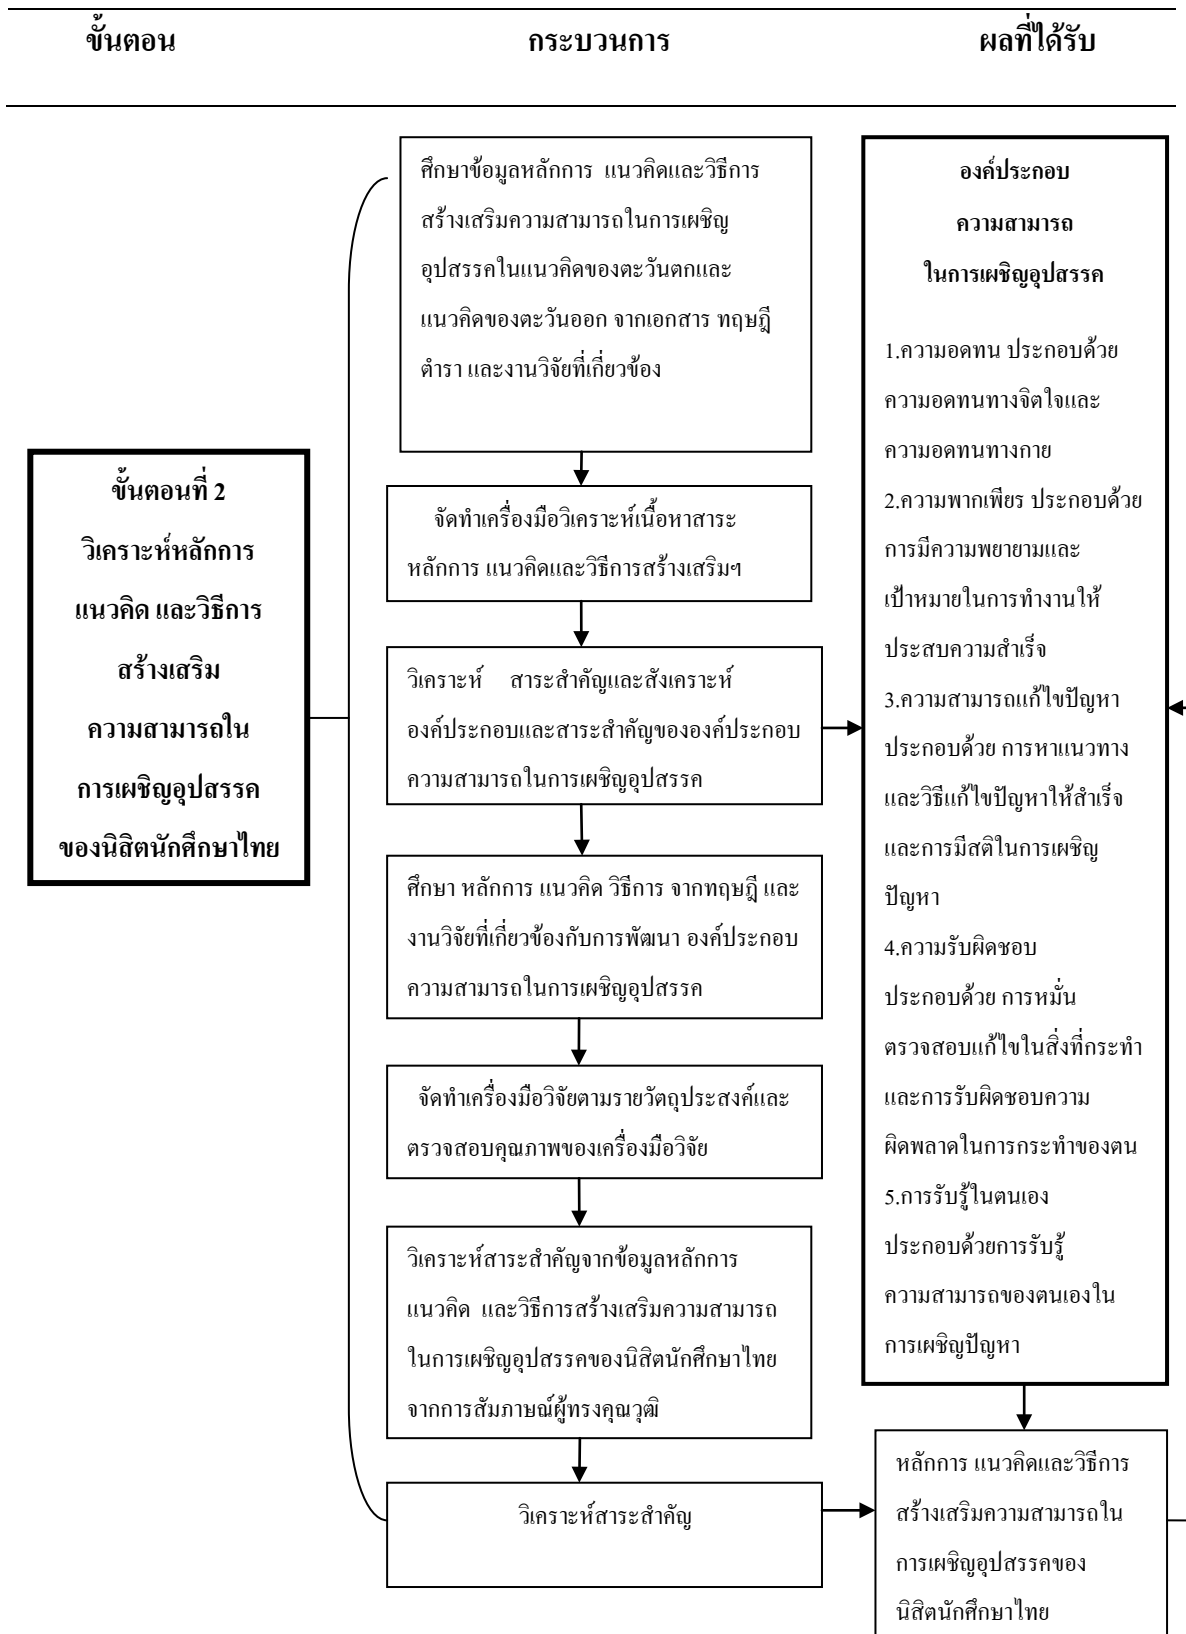 ขั้นตอน กระบวนการ ผลที่ได้รับ
ขั้นตอนที่ 2
วิเคราะห์หลักการ
แนวคิด และวิธีการ
สร้างเสริม
ความสามารถใน
การเผชิญอุปสรรค
ของนิสิตนักศึกษาไทย
ศึกษาข้อมูลหลักการ แนวคิดและวิธีการ
สร้างเสริมความสามารถในการเผชิญ
อุปสรรคในแนวคิดของตะวันตกและ
แนวคิดของตะวันออก จากเอกสาร ทฤษฎี
ตำรา และงานวิจัยที่เกี่ยวข้อง
จัดทำเครื่องมือวิเคราะห์เนื้อหาสาระ
หลักการ แนวคิดและวิธีการสร้างเสริมฯ
วิเคราะห์ สาระสำคัญและสังเคราะห์
องค์ประกอบและสาระสำคัญขององค์ประกอบ
ความสามารถในการเผชิญอุปสรรค
ศึกษา หลักการ แนวคิด วิธีการ จากทฤษฎี และ
งานวิจัยที่เกี่ยวข้องกับการพัฒนา องค์ประกอบ
ความสามารถในการเผชิญอุปสรรค
จัดทำเครื่องมือวิจัยตามรายวัตถุประสงค์และ
ตรวจสอบคุณภาพของเครื่องมือวิจัย
วิเคราะห์สาระสำคัญจากข้อมูลหลักการ
แนวคิด และวิธีการสร้างเสริมความสามารถ
ในการเผชิญอุปสรรคของนิสิตนักศึกษาไทย
จากการสัมภาษณ์ผู้ทรงคุณวุฒิ
วิเคราะห์สาระสำคัญ
องค์ประกอบ
ความสามารถ
ในการเผชิญอุปสรรค
1.ความอดทน ประกอบด้วย
ความอดทนทางจิตใจและ
ความอดทนทางกาย
2.ความพากเพียร ประกอบด้วย
การมีความพยายามและ
เป้าหมายในการทำงานให้
ประสบความสำเร็จ
3.ความสามารถแก้ไขปัญหา
ประกอบด้วย การหาแนวทาง
และวิธีแก้ไขปัญหาให้สำเร็จ
และการมีสติในการเผชิญ
ปัญหา
4.ความรับผิดชอบ
ประกอบด้วย การหมั่น
ตรวจสอบแก้ไขในสิ่งที่กระทำ
และการรับผิดชอบความ
ผิดพลาดในการกระทำของตน
5.การรับรู้ในตนเอง
ประกอบด้วยการรับรู้
ความสามารถของตนเองใน
การเผชิญปัญหา
หลักการ แนวคิดและวิธีการ
สร้างเสริมความสามารถใน
การเผชิญอุปสรรคของ
นิสิตนักศึกษาไทย